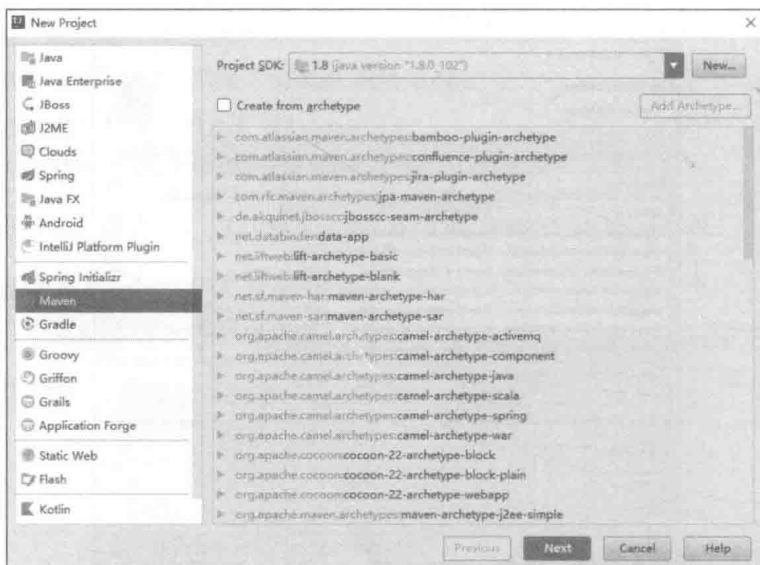 New Project
Java
Java Enterprise
JBoss
J2ME
Clouds
Spring
Java FX
Android
IntelliJ Platform Plugin
Spring Initializr
Maven
Gradle
Groovy
Griffon
Grails
Application Forge
Static Web
Flash
Kotlin
Project SDK: 1.8 (java version "1.8.0_102") New...
Create from archetype Add Archetype...
com.atlassian.maven.archetypes:bamboo-plugin-archetype
com.atlassian.maven.archetypes:confluence-plugin-archetype
com.atlassian.maven.archetypes:jira-plugin-archetype
com.rfc.maven.archetypes:jpa-maven-archetype
de.akquinet.jbosscc:jbosscc-seam-archetype
net.databinder:data-app
net.liftweb:lift-archetype-basic
net.liftweb:lift-archetype-blank
net.sf.maven-har:maven-archetype-har
net.sf.maven-sar:maven-archetype-sar
org.apache.camel.archetypes:camel-archetype-activemq
org.apache.camel.archetypes:camel-archetype-component
org.apache.camel.archetypes:camel-archetype-java
org.apache.camel.archetypes:camel-archetype-scala
org.apache.camel.archetypes:camel-archetype-spring
org.apache.camel.archetypes:camel-archetype-war
org.apache.cocoon:cocoon-22-archetype-block
org.apache.cocoon:cocoon-22-archetype-block-plain
org.apache.cocoon:cocoon-22-archetype-webapp
org.apache.maven.archetypes:maven-archetype-j2ee-simple
Previous Next Cancel Help